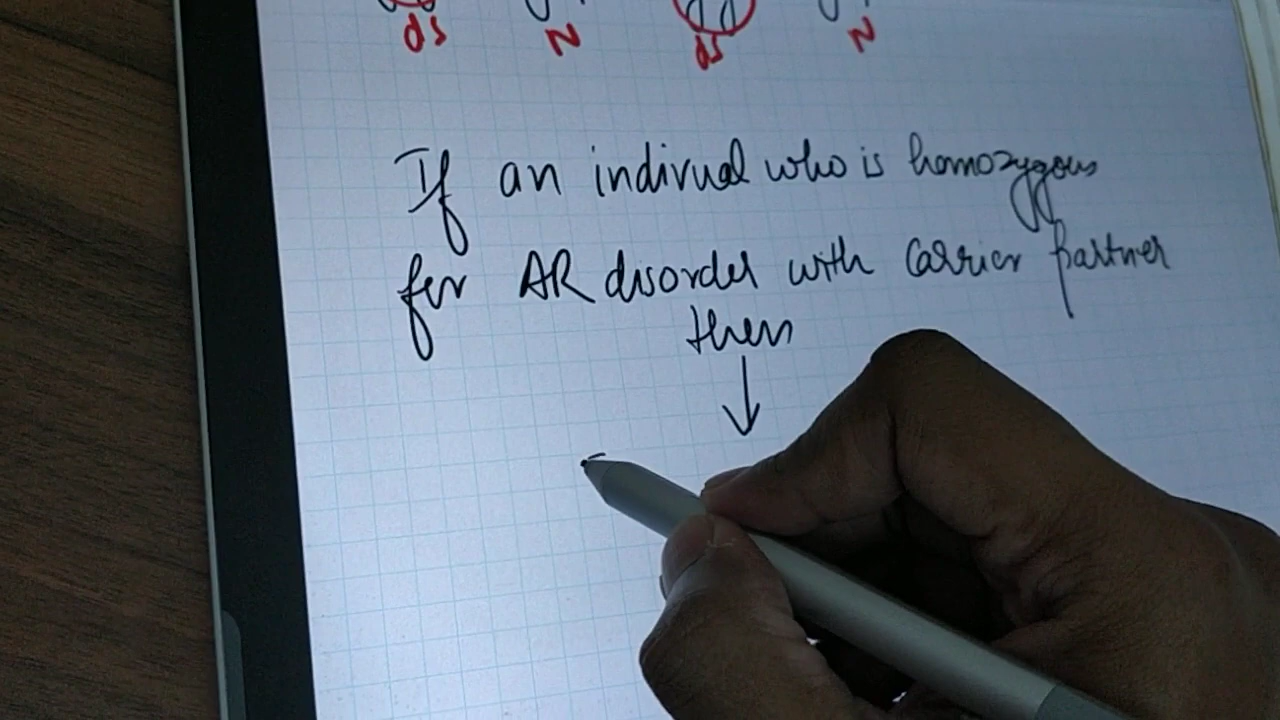 ds N ds N
If an indivual who is homozygous
for AR disorder with Carrier partner
then